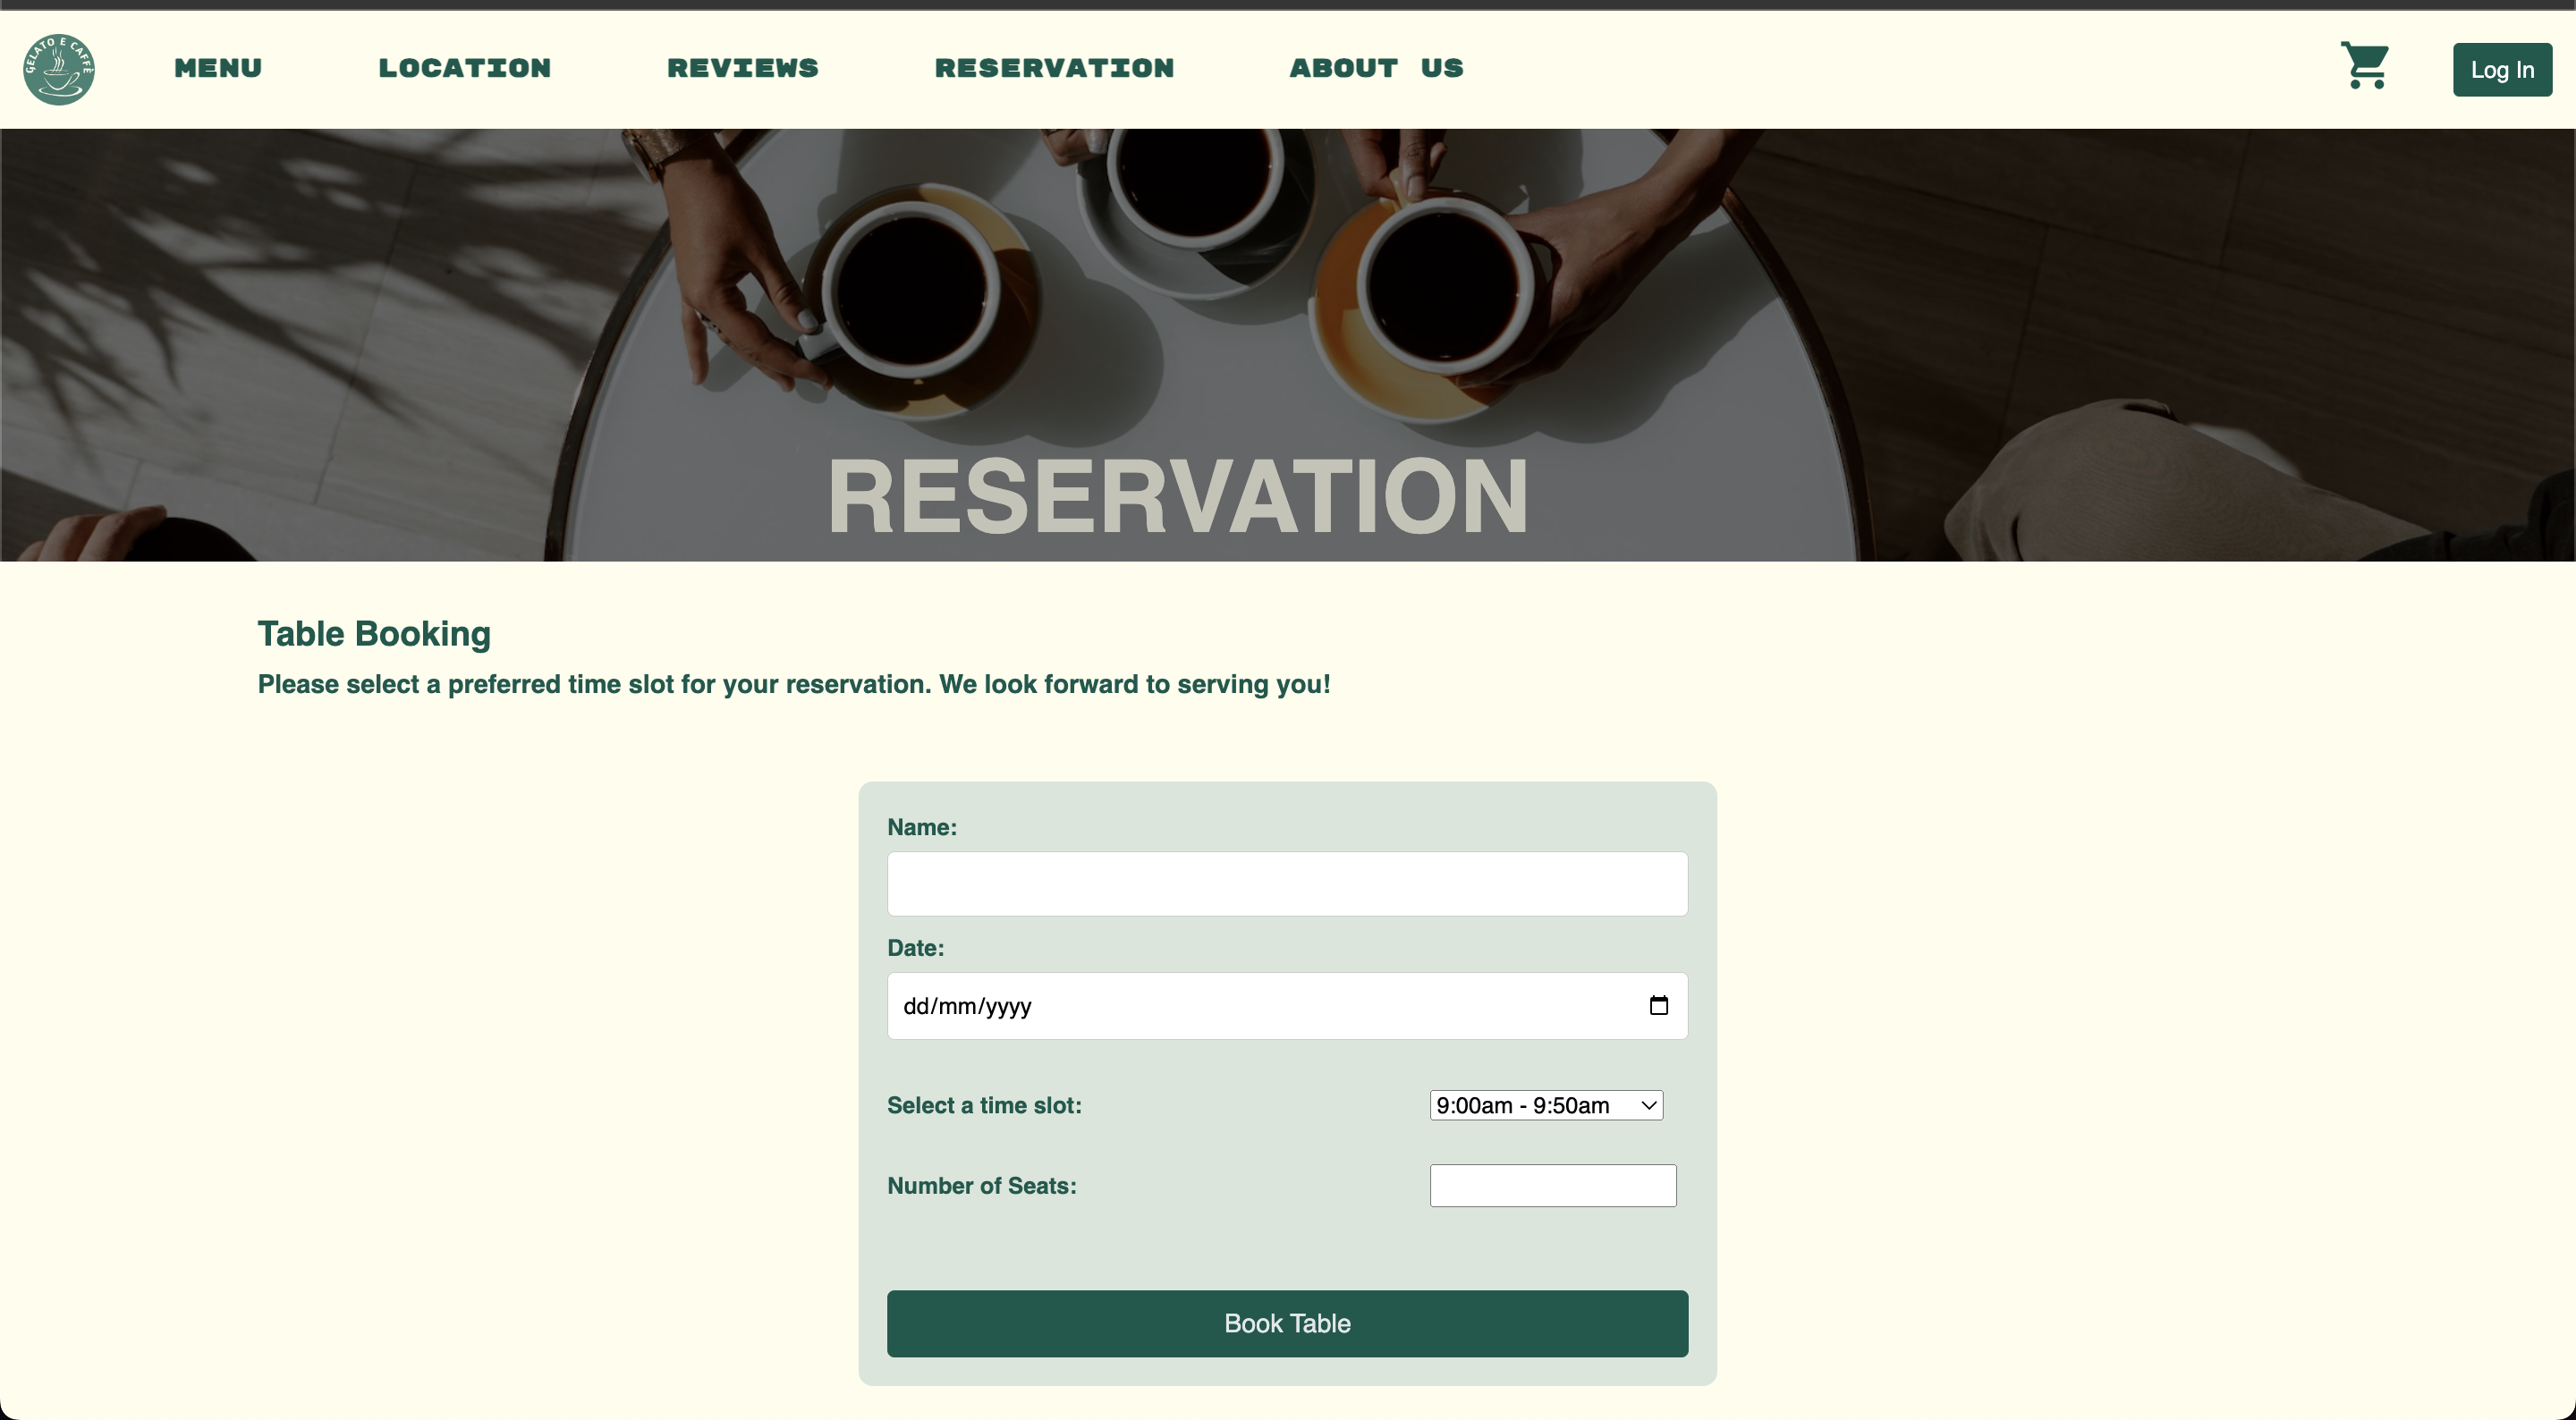 GELATO E CAFFÈ
MENU LOCATION REVIEWS RESERVATION ABOUT US Log In
RESERVATION
Table Booking
Please select a preferred time slot for your reservation. We look forward to serving you!
Name:
Date:
dd/mm/yyyy
Select a time slot: 9:00am - 9:50am
Number of Seats:
Book Table